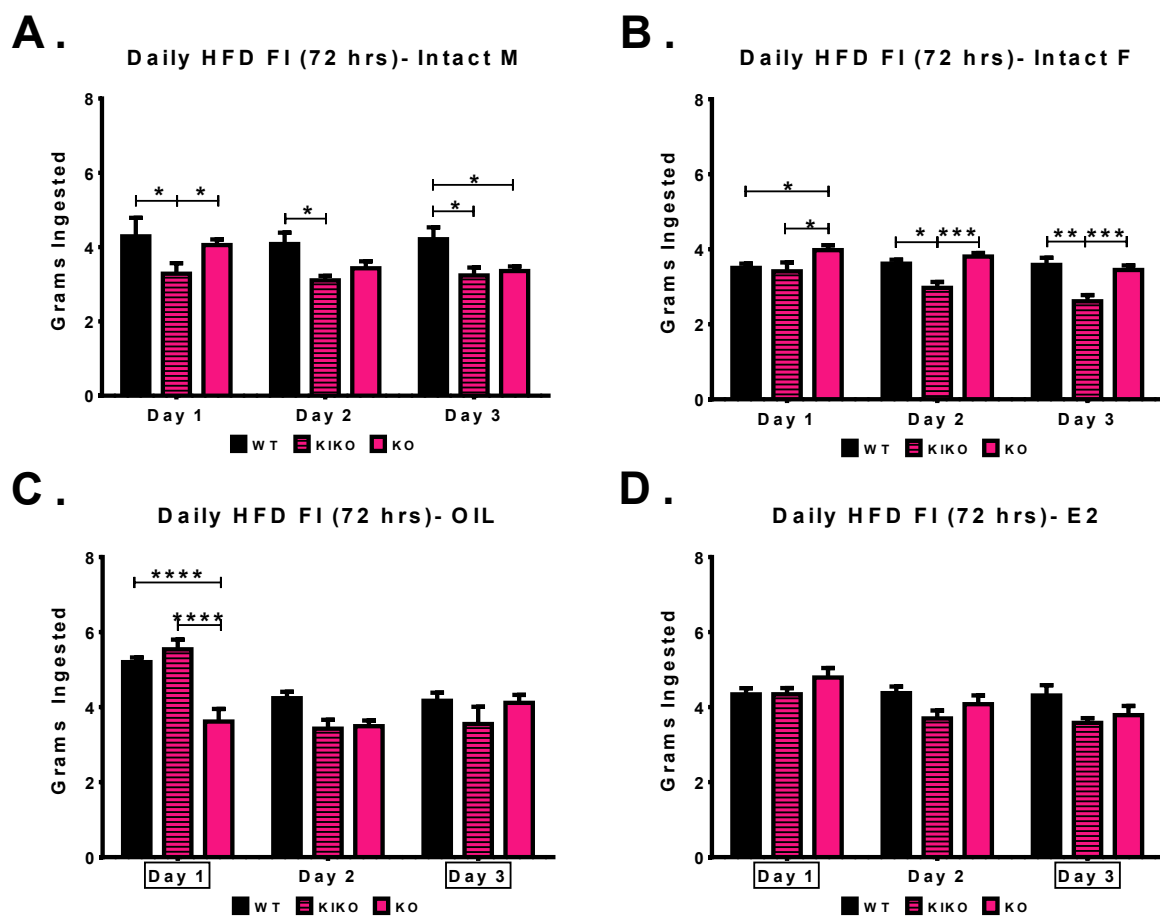 A .
Daily HFD FI (72 hrs)- Intact M
Grams Ingested
8
6
4
2
0
* *
*
*
*
Day 1 Day 2 Day 3
WT KIKO KO
B .
Daily HFD FI (72 hrs)- Intact F
Grams Ingested
8
6
4
2
0
*
*
* ***
** ***
Day 1 Day 2 Day 3
WT KIKO KO
C .
Daily HFD FI (72 hrs)- OIL
Grams Ingested
8
6
4
2
0
****
****
Day 1 Day 2 Day 3
WT KIKO KO
D .
Daily HFD FI (72 hrs)- E2
Grams Ingested
8
6
4
2
0
Day 1 Day 2 Day 3
WT KIKO KO